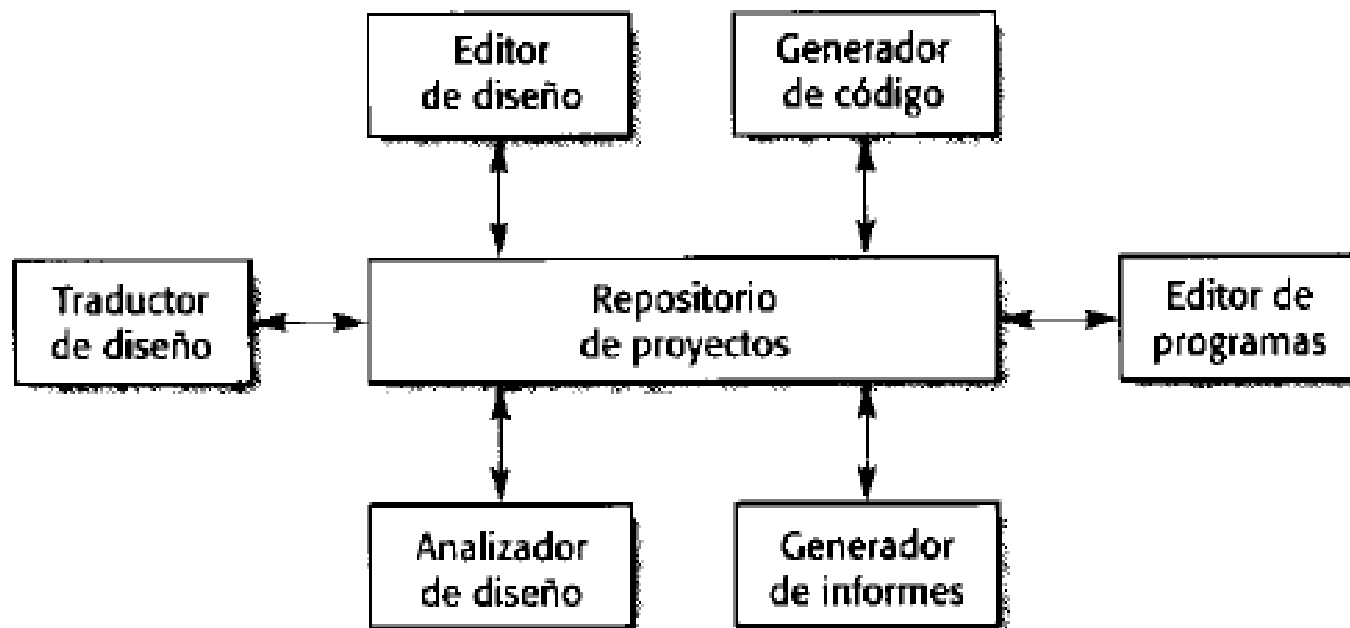 Editor
de diseño
Generador
de código
Traductor
de diseño
Repositorio
de proyectos
Editor de
programas
Analizador
de diseño
Generador
de informes